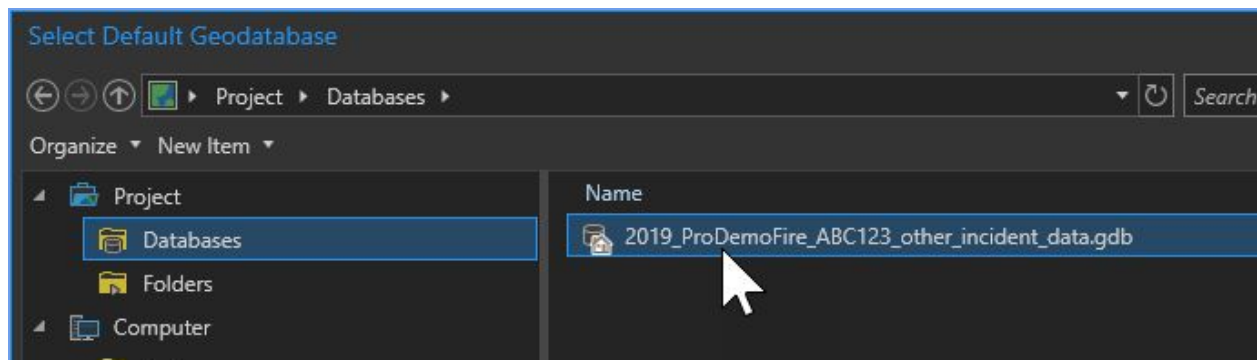 Select Default Geodatabase
Project Databases
Search
Organize New Item
Project
Name
Databases
2019_ProDemoFire_ABC123_other_incident_data.gdb
Folders
Computer